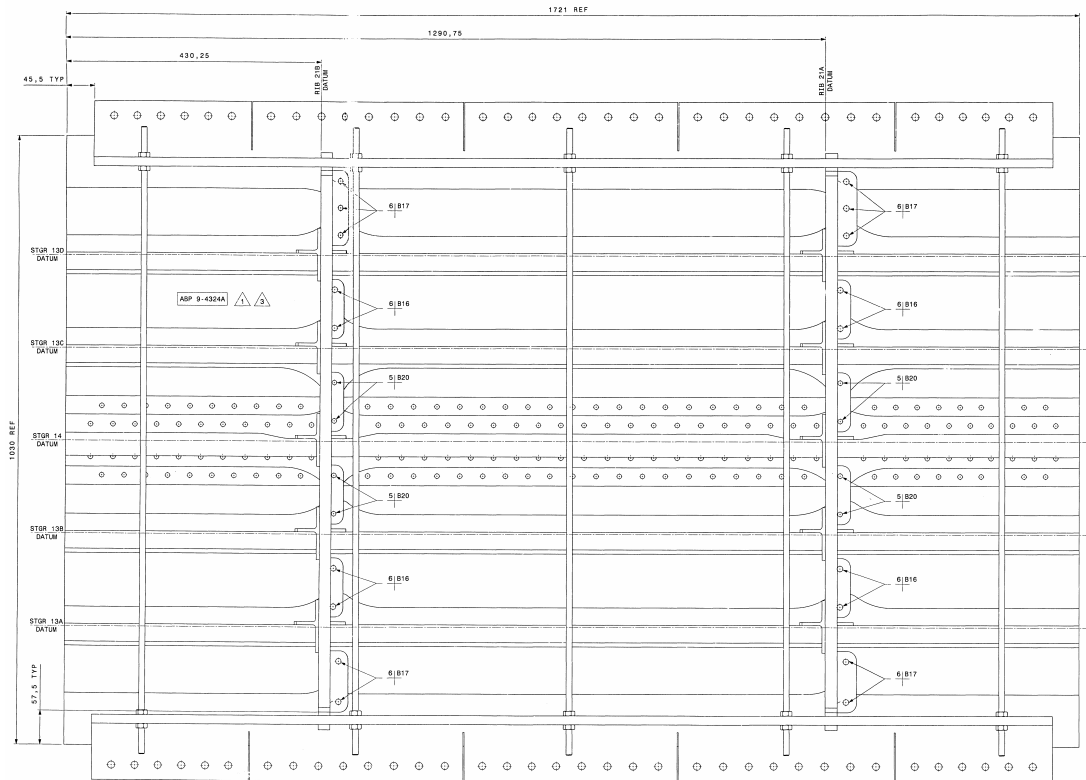 1721 REF
1290,75
430,25
45,5 TYP
RIB 21B
DATUM
RIB 21A
DATUM
6 B17
6 B17
STGR 13D
DATUM
ABP 9-4324A
1
3
6 B16
6 B16
STGR 13C
DATUM
5 B20
5 B20
1030 REF
STGR 14
DATUM
5 B20
5 B20
STGR 13B
DATUM
6 B16
6 B16
STGR 13A
DATUM
57,5 TYP
6 B17
6 B17